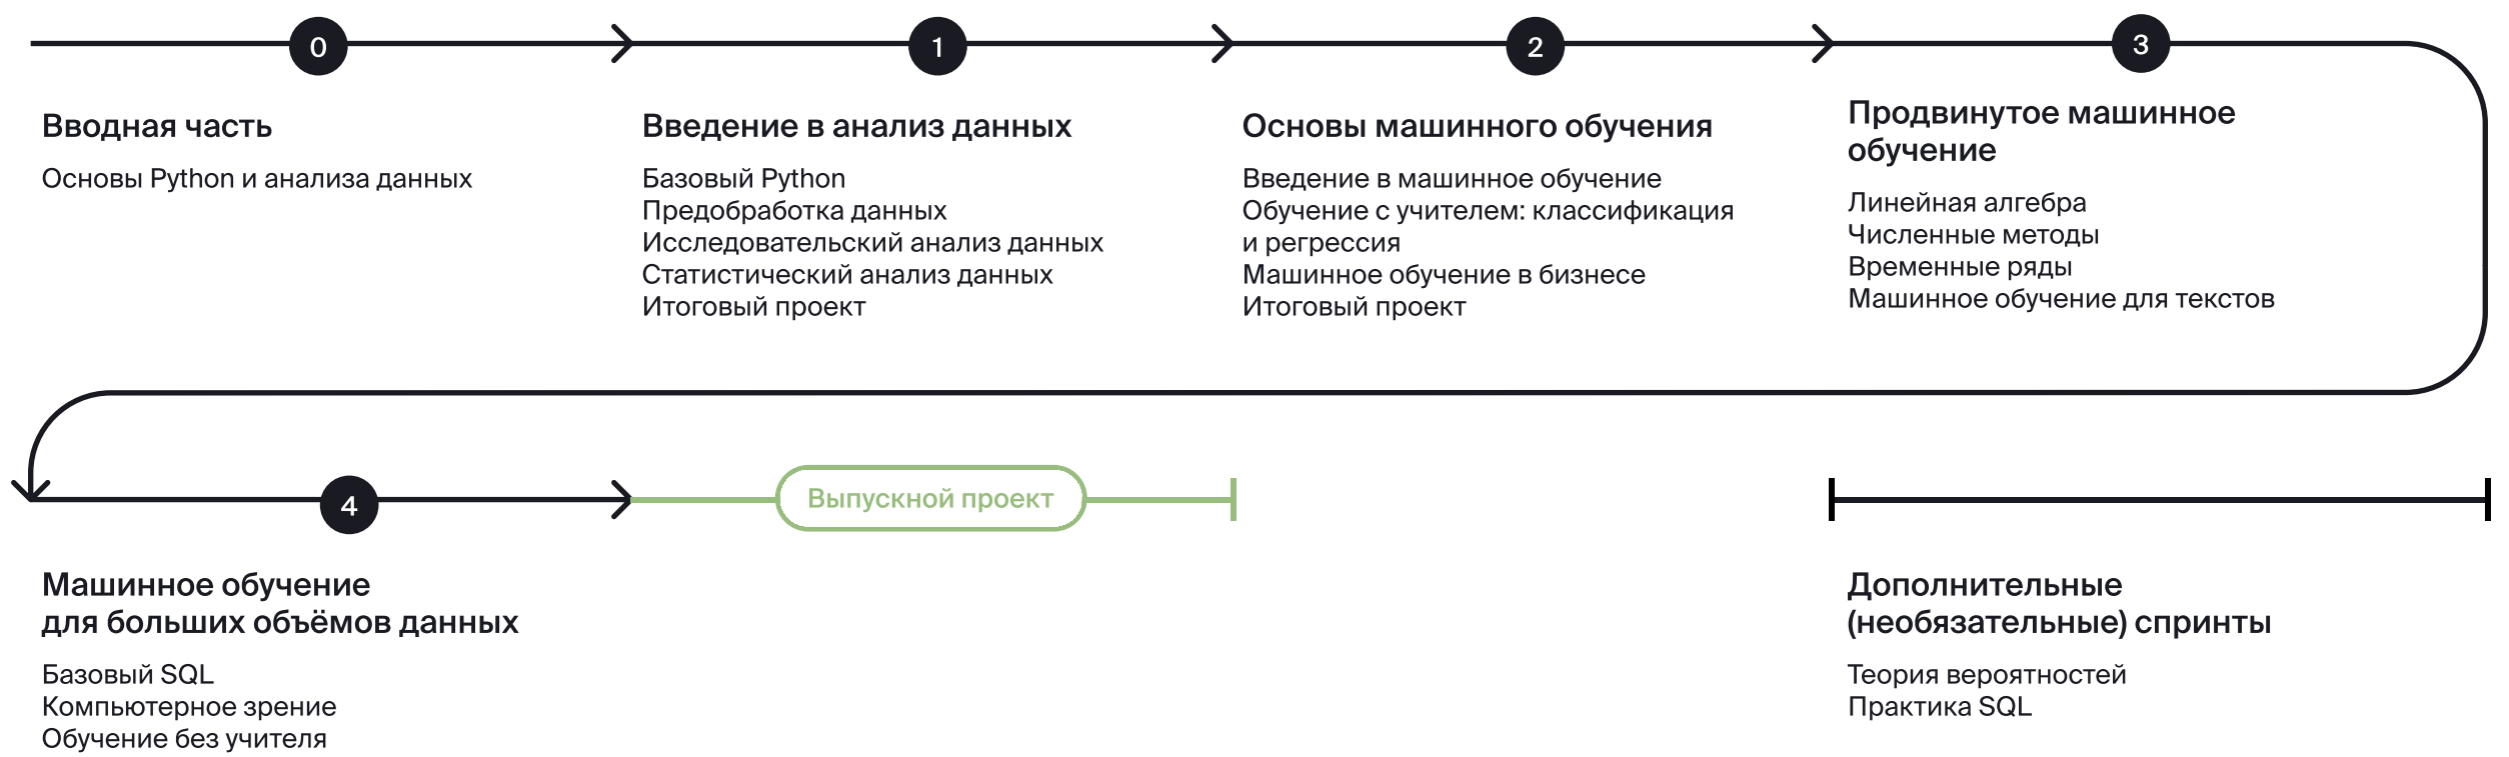 0
Вводная часть
Основы Python и анализа данных
1
Введение в анализ данных
Базовый Python
Предобработка данных
Исследовательский анализ данных
Статистический анализ данных
Итоговый проект
2
Основы машинного обучения
Введение в машинное обучение
Обучение с учителем: классификация
и регрессия
Машинное обучение в бизнесе
Итоговый проект
3
Продвинутое машинное
обучение
Линейная алгебра
Численные методы
Временные ряды
Машинное обучение для текстов
4
Машинное обучение
для больших объёмов данных
Базовый SQL
Компьютерное зрение
Обучение без учителя
Выпускной проект
Дополнительные
(необязательные) спринты
Теория вероятностей
Практика SQL